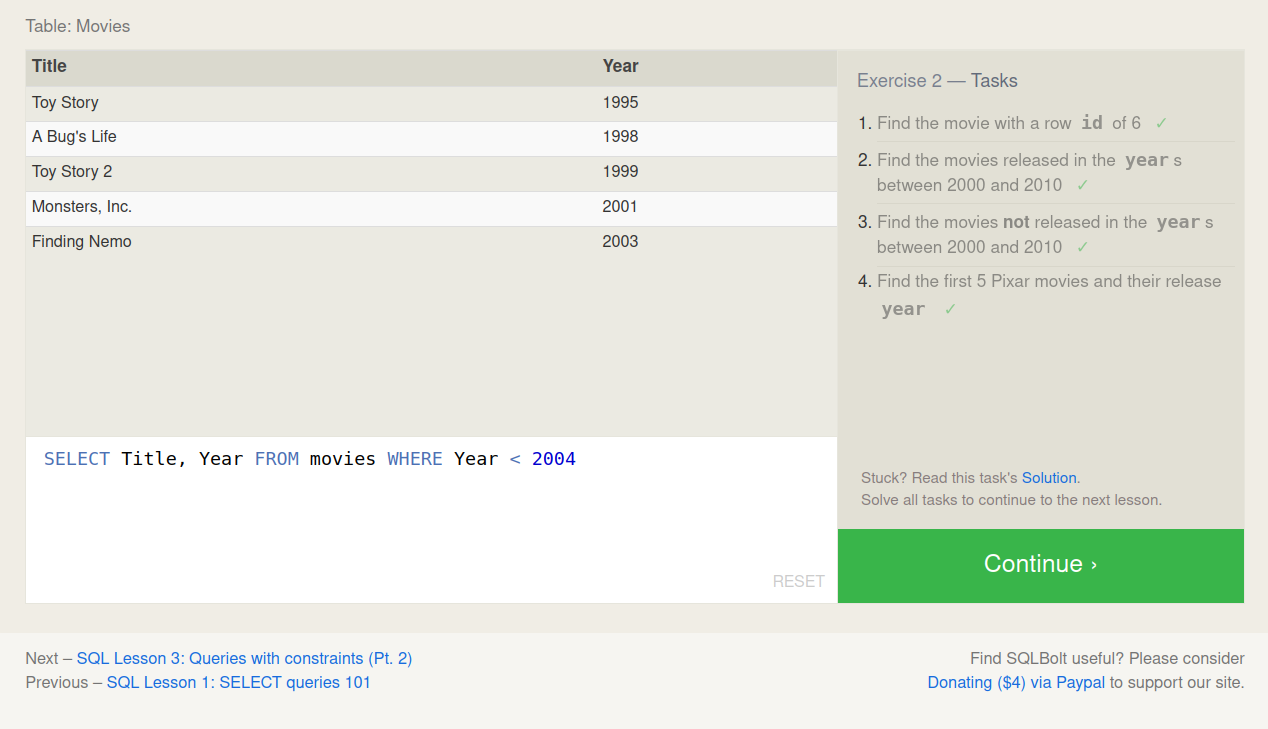 Table: Movies
Title Year
Toy Story 1995
A Bug's Life 1998
Toy Story 2 1999
Monsters, Inc. 2001
Finding Nemo 2003
SELECT Title, Year FROM movies WHERE Year < 2004
RESET
Exercise 2 — Tasks
1. Find the movie with a row id of 6 ✓
2. Find the movies released in the year s
between 2000 and 2010 ✓
3. Find the movies not released in the year s
between 2000 and 2010 ✓
4. Find the first 5 Pixar movies and their release
year ✓
Stuck? Read this task's Solution.
Solve all tasks to continue to the next lesson.
Continue ›
Next – SQL Lesson 3: Queries with constraints (Pt. 2)
Previous – SQL Lesson 1: SELECT queries 101
Find SQLBolt useful? Please consider
Donating ($4) via Paypal to support our site.